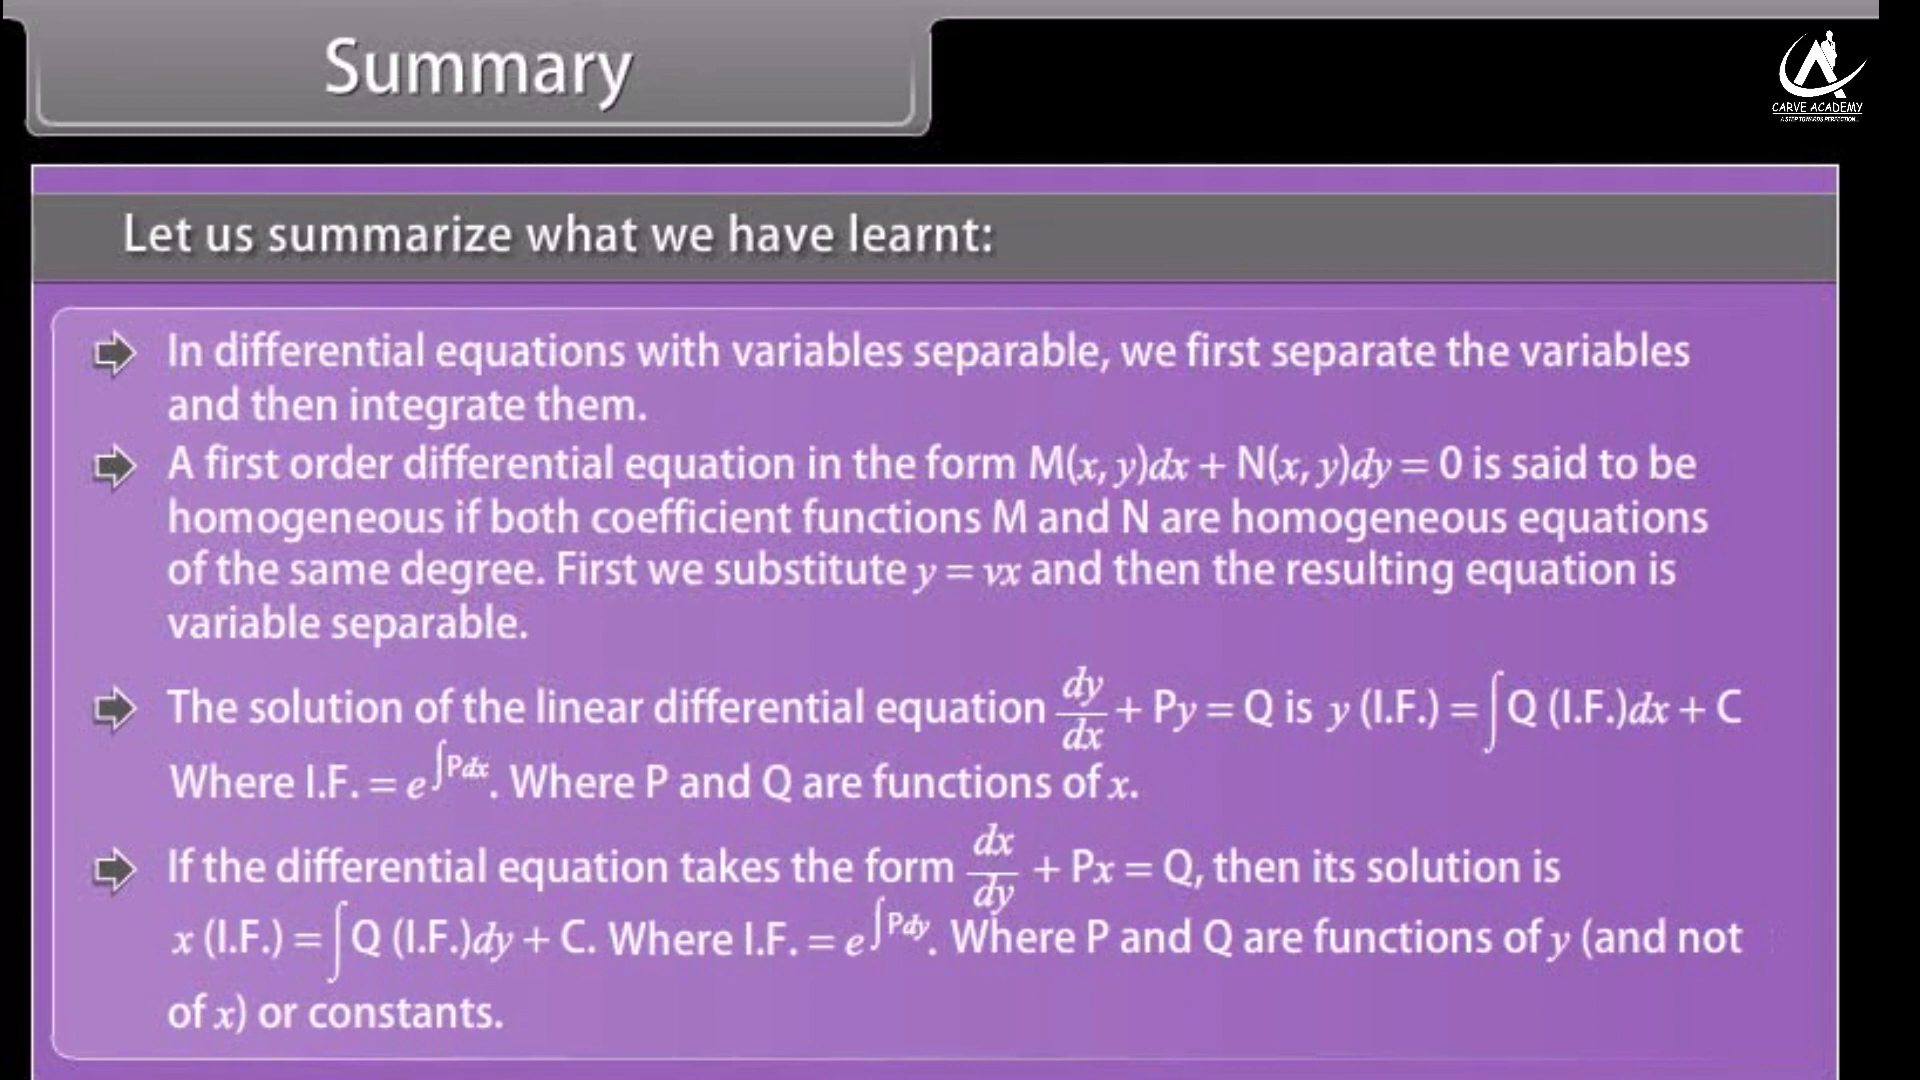 Summary
CARVE ACADEMY
A STEP TOWARDS PERFECTION...
Let us summarize what we have learnt:
In differential equations with variables separable, we first separate the variables
and then integrate them.
A first order differential equation in the form M(x, y)dx + N(x, y)dy = 0 is said to be
homogeneous if both coefficient functions M and N are homogeneous equations
of the same degree. First we substitute y = vx and then the resulting equation is
variable separable.
The solution of the linear differential equation dy/dx + Py = Q is y (I.F.) = ∫Q (I.F.)dx + C
Where I.F. = e^∫Pdx. Where P and Q are functions of x.
If the differential equation takes the form dx/dy + Px = Q, then its solution is
x (I.F.) = ∫Q (I.F.)dy + C. Where I.F. = e^∫Pdy. Where P and Q are functions of y (and not
of x) or constants.